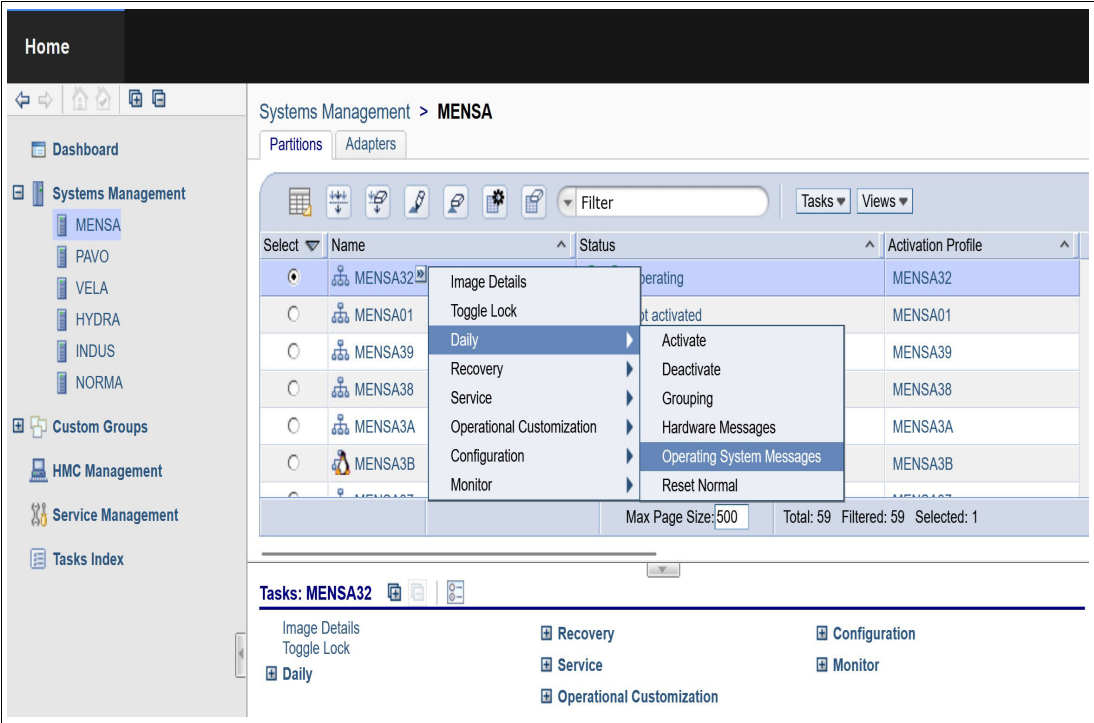 Home
Systems Management > MENSA
Partitions Adapters
Dashboard
Systems Management
MENSA
PAVO
VELA
HYDRA
INDUS
NORMA
Custom Groups
HMC Management
Service Management
Tasks Index
Filter Tasks Views
Select Name Status Activation Profile
MENSA32 perating MENSA32
MENSA01 ot activated MENSA01
MENSA39 MENSA39
MENSA38 MENSA38
MENSA3A MENSA3A
MENSA3B MENSA3B
Image Details
Toggle Lock
Daily
Recovery
Service
Operational Customization
Configuration
Monitor
Activate
Deactivate
Grouping
Hardware Messages
Operating System Messages
Reset Normal
Max Page Size: 500 Total: 59 Filtered: 59 Selected: 1
Tasks: MENSA32
Image Details
Toggle Lock
Daily
Recovery
Service
Operational Customization
Configuration
Monitor